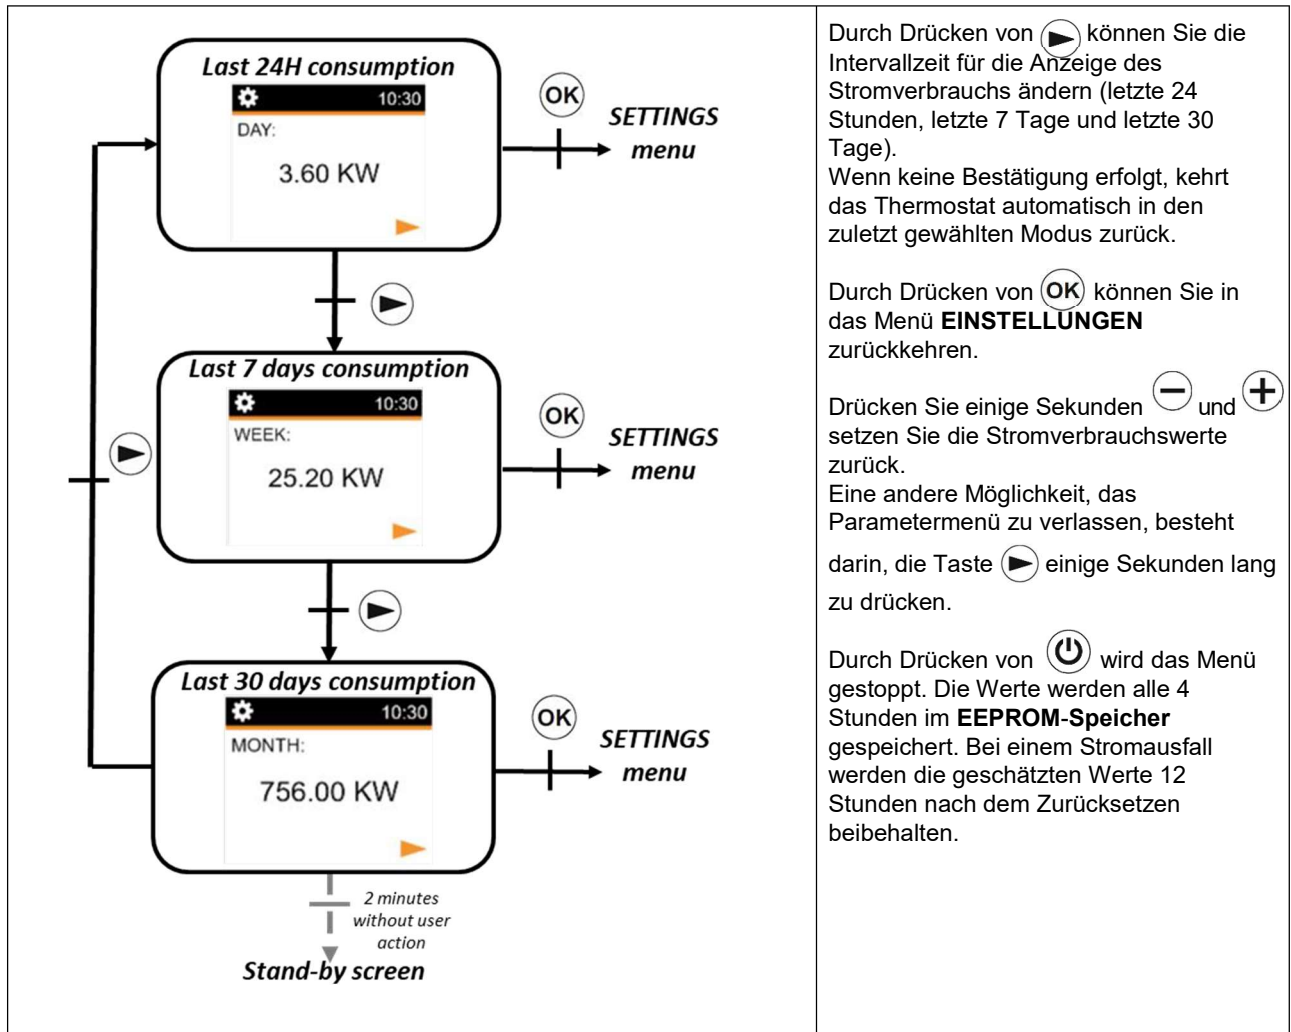 Last 24H consumption
10:30
DAY:
3.60 KW
OK
SETTINGS
menu
Last 7 days consumption
10:30
WEEK:
25.20 KW
OK
SETTINGS
menu
Last 30 days consumption
10:30
MONTH:
756.00 KW
OK
SETTINGS
menu
2 minutes
without user
action
Stand-by screen
Durch Drücken von können Sie die
Intervallzeit für die Anzeige des
Stromverbrauchs ändern (letzte 24
Stunden, letzte 7 Tage und letzte 30
Tage).
Wenn keine Bestätigung erfolgt, kehrt
das Thermostat automatisch in den
zuletzt gewählten Modus zurück.
Durch Drücken von OK können Sie in
das Menü EINSTELLUNGEN
zurückkehren.
Drücken Sie einige Sekunden − und +
setzen Sie die Stromverbrauchswerte
zurück.
Eine andere Möglichkeit, das
Parametermenü zu verlassen, besteht
darin, die Taste einige Sekunden lang
zu drücken.
Durch Drücken von wird das Menü
gestoppt. Die Werte werden alle 4
Stunden im EEPROM-Speicher
gespeichert. Bei einem Stromausfall
werden die geschätzten Werte 12
Stunden nach dem Zurücksetzen
beibehalten.